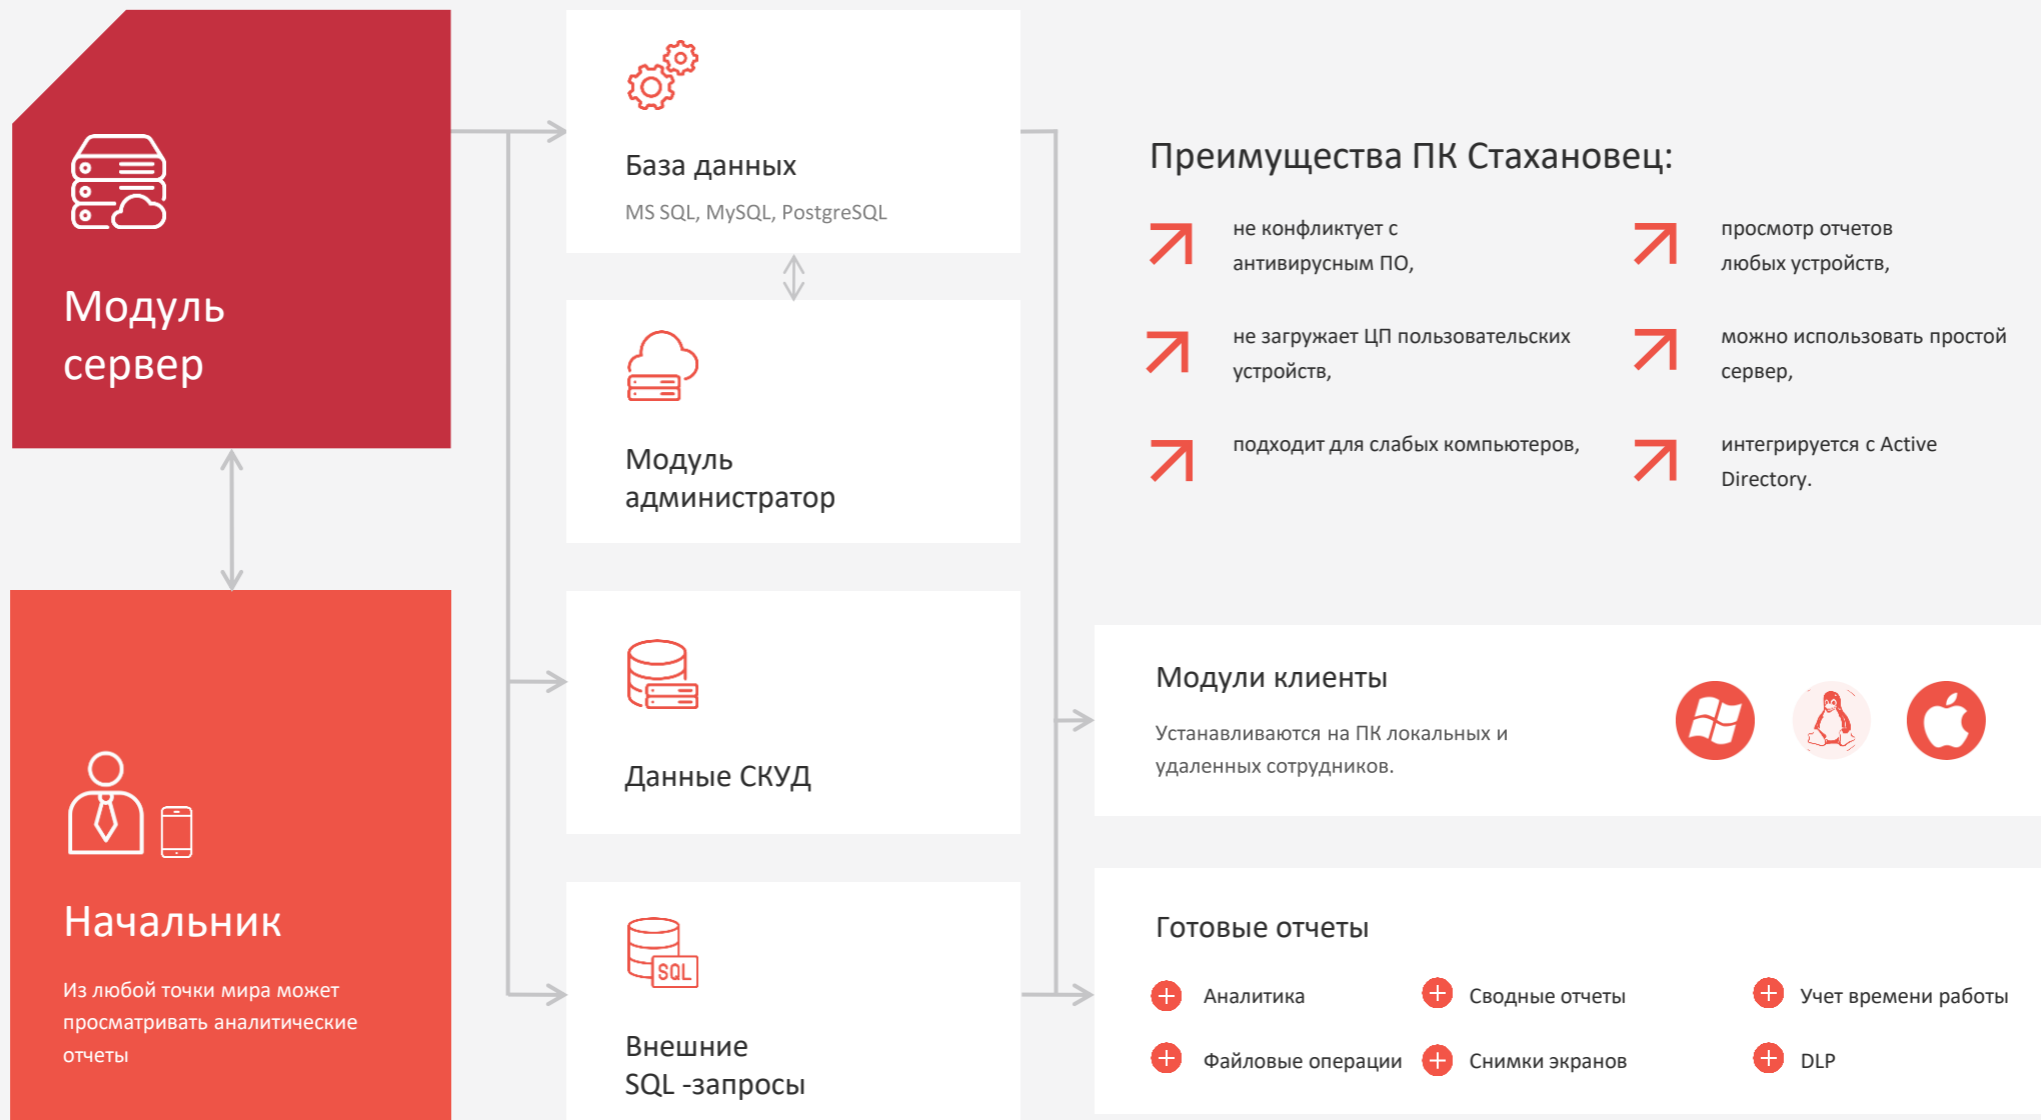 Модуль
сервер
Начальник
Из любой точки мира может
просматривать аналитические
отчеты
База данных
MS SQL, MySQL, PostgreSQL
Модуль
администратор
Данные СКУД
SQL
Внешние
SQL -запросы
Преимущества ПК Стахановец:
не конфликтует с
антивирусным ПО,
не загружает ЦП пользовательских
устройств,
подходит для слабых компьютеров,
просмотр отчетов
любых устройств,
можно использовать простой
сервер,
интегрируется с Active
Directory.
Модули клиенты
Устанавливаются на ПК локальных и
удаленных сотрудников.
Готовые отчеты
Аналитика
Сводные отчеты
Учет времени работы
Файловые операции
Снимки экранов
DLP